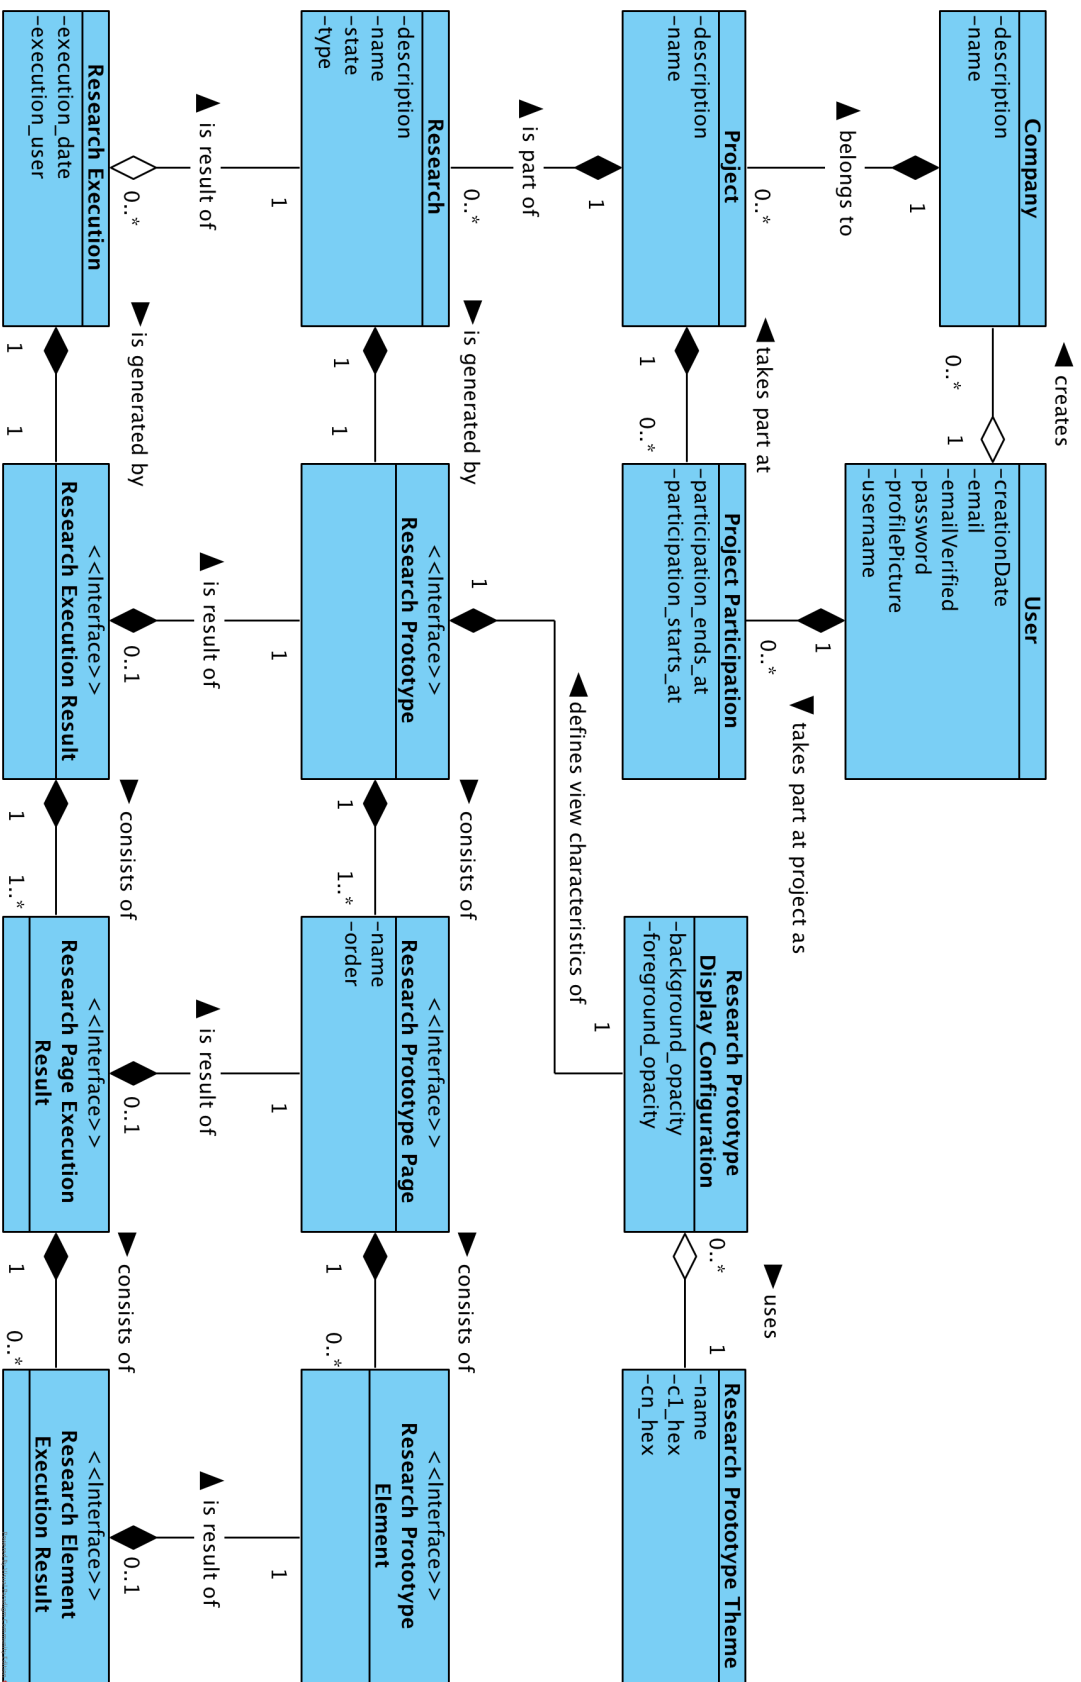 Company
-description
-name
creates
0..*
1
User
-creationDate
-email
-emailVerified
-password
-profilePicture
-username
1
belongs to
0..*
1
takes part at project as
0..*
Project
-description
-name
takes part at
1
0..*
Project Participation
-participation_ends_at
-participation_starts_at
Research Prototype
Display Configuration
-background_opacity
-foreground_opacity
uses
0..*
1
Research Prototype Theme
-name
-c1_hex
-cn_hex
1
is part of
0..*
1
defines view characteristics of
1
Research
-description
-name
-state
-type
is generated by
1
1
<<Interface>>
Research Prototype
consists of
1
1..*
<<Interface>>
Research Prototype Page
-name
-order
consists of
1
0..*
<<Interface>>
Research Prototype
Element
1
is result of
0..*
1
is result of
0..1
1
is result of
0..1
1
is result of
0..1
Research Execution
-execution_date
-execution_user
is generated by
1
1
<<Interface>>
Research Execution Result
consists of
1
1..*
<<Interface>>
Research Page Execution
Result
consists of
1
0..*
<<Interface>>
Research Element
Execution Result